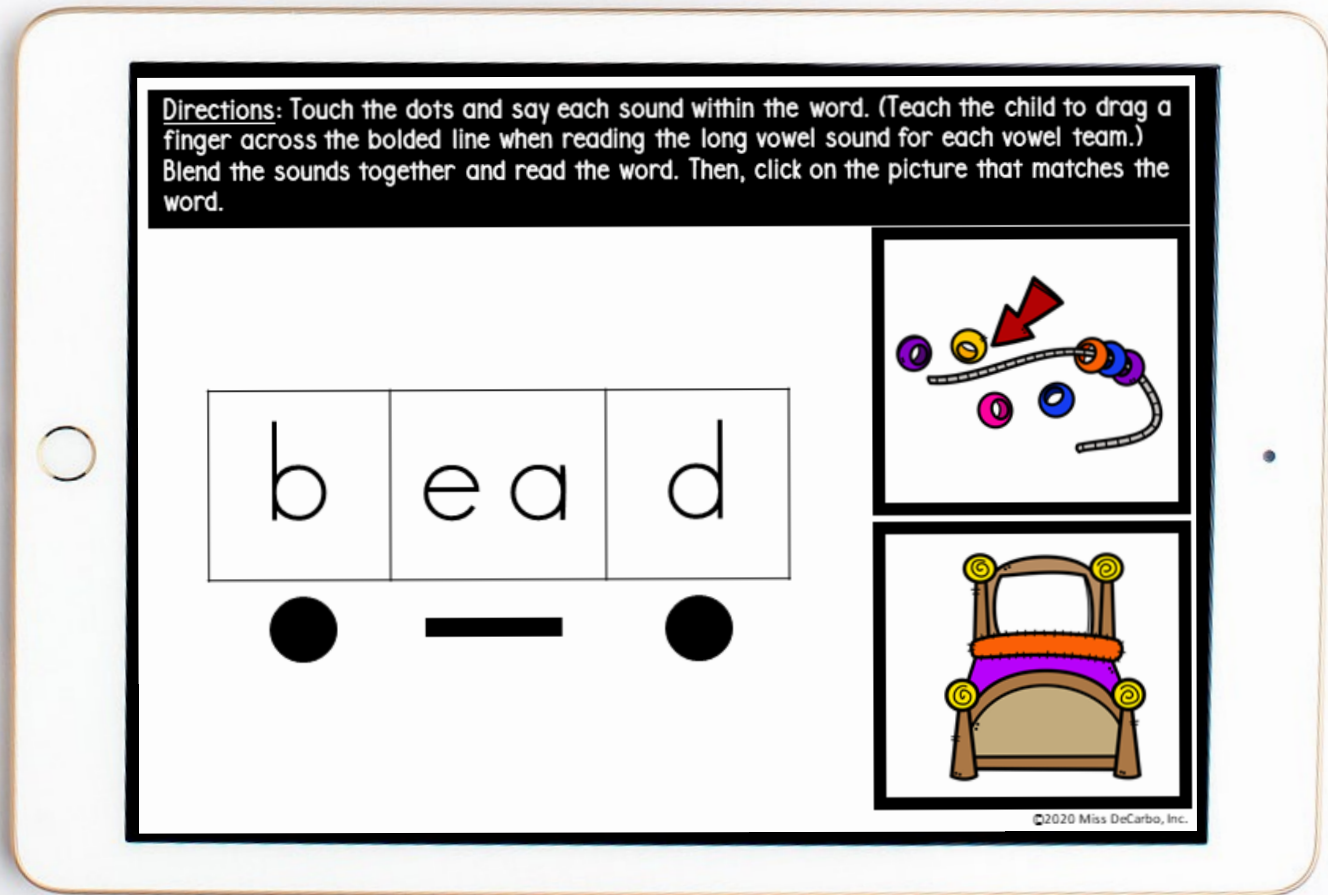 Directions: Touch the dots and say each sound within the word. (Teach the child to drag a
finger across the bolded line when reading the long vowel sound for each vowel team.)
Blend the sounds together and read the word. Then, click on the picture that matches the
word.
b ea d
©2020 Miss DeCarbo, Inc.